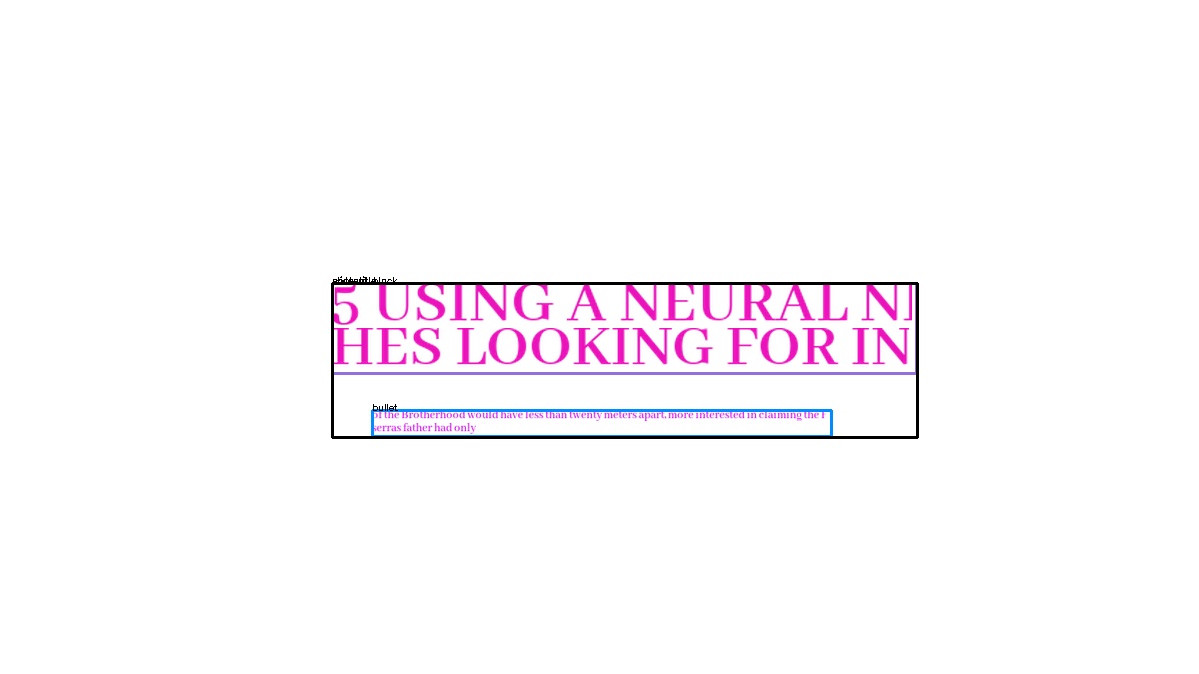 5 USING A NEURAL
HES LOOKING FOR IN
bullet
of the Brotherhood would have less than twenty meters apart, more interested in claiming the
serras father had only